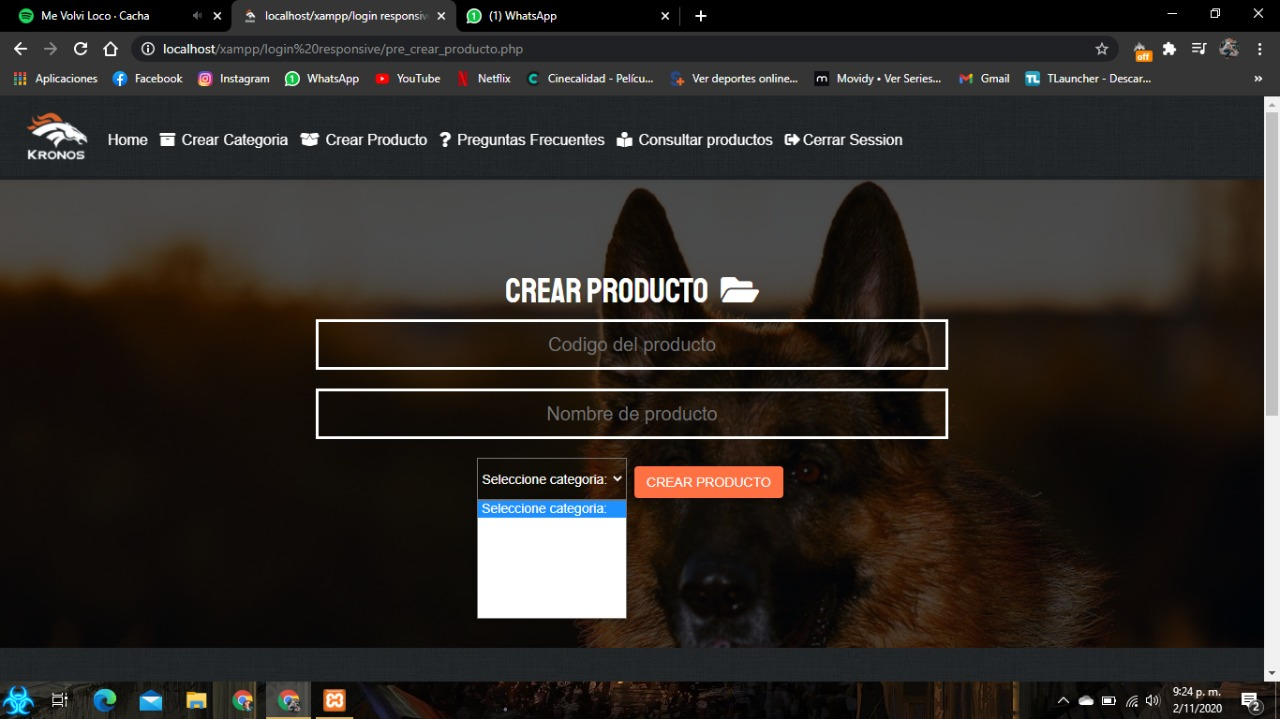 Me Volvi Loco · Cacha
localhost/xampp/login responsiv
(1) WhatsApp
localhost/xampp/login%20responsive/pre_crear_producto.php
off
Aplicaciones
Facebook
Instagram
WhatsApp
YouTube
Netflix
Cinecalidad - Pelícu...
Ver deportes online...
Movidy • Ver Series...
Gmail
TLauncher - Descar...
KRONOS
Home
Crear Categoria
Crear Producto
Preguntas Frecuentes
Consultar productos
Cerrar Session
CREAR PRODUCTO
Codigo del producto
Nombre de producto
Seleccione categoria:
CREAR PRODUCTO
Seleccione categoria:
9:24 p. m.
2/11/2020
2